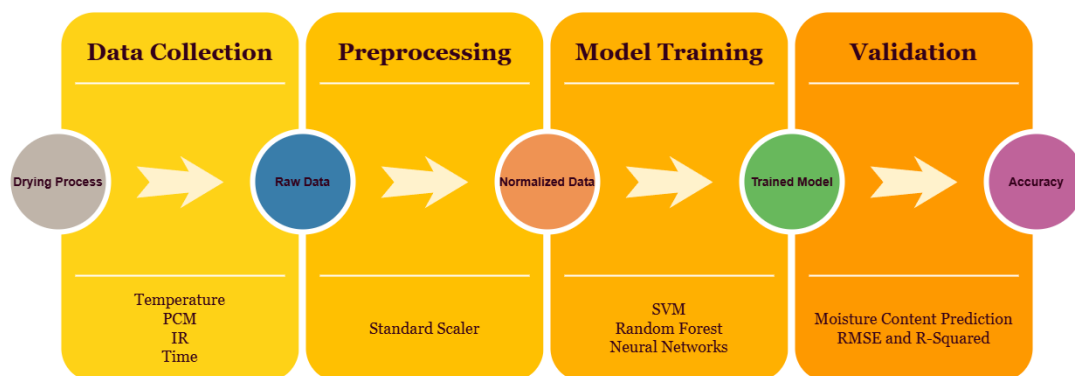 Data Collection
Preprocessing
Model Training
Validation
Drying Process
Raw Data
Normalized Data
Trained Model
Accuracy
Temperature
PCM
IR
Time
Standard Scaler
SVM
Random Forest
Neural Networks
Moisture Content Prediction
RMSE and R-Squared